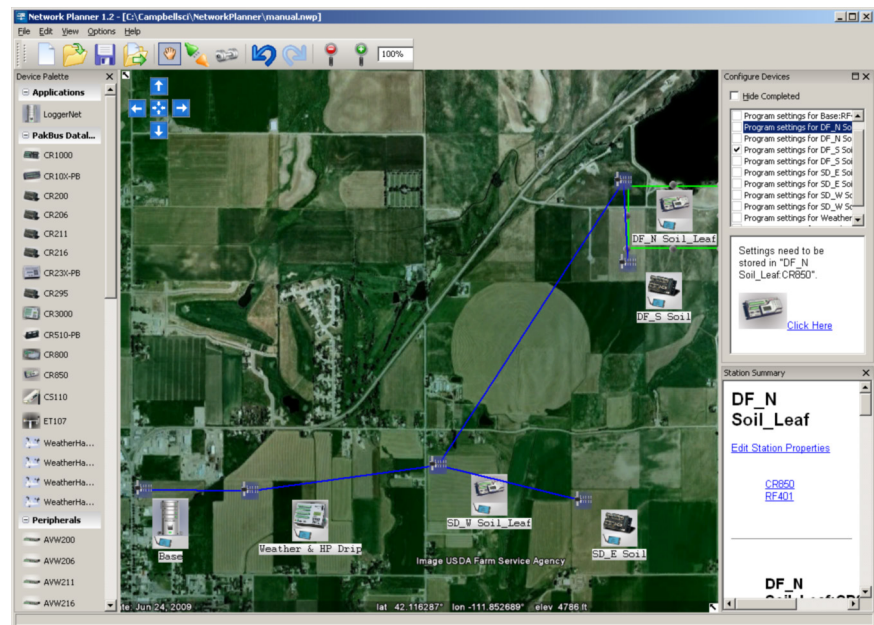 Network Planner 1.2 - [C:\Campbellsci\NetworkPlanner\manual.nwp]
File Edit View Options Help
100%
Device Palette
Applications
LoggerNet
PakBus Datal...
CR1000
CR10X-PB
CR200
CR206
CR211
CR216
CR23X-PB
CR295
CR3000
CR510-PB
CR800
CR850
CS110
ET107
WeatherHa...
WeatherHa...
WeatherHa...
WeatherHa...
Peripherals
AVW200
AVW206
AVW211
AVW216
DF_N Soil_Leaf
DF_S Soil
SD_W Soil_Leaf
SD_E Soil
Weather & HP Drip
Base
Image USDA Farm Service Agency
te: Jun 24, 2009
lat 42.116287° lon -111.852689° elev 4786 ft
Configure Devices
Hide Completed
Program settings for Base:RF
Program settings for DF_N So
Program settings for DF_N So
Program settings for DF_S Soi
Program settings for DF_S Soi
Program settings for SD_E Soi
Program settings for SD_E Soi
Program settings for SD_W Sc
Program settings for SD_W Sc
Program settings for Weather
Settings need to be
stored in "DF_N
Soil_Leaf:CR850".
Click Here
Station Summary
DF_N
Soil_Leaf
Edit Station Properties
CR850
RF401
DF_N